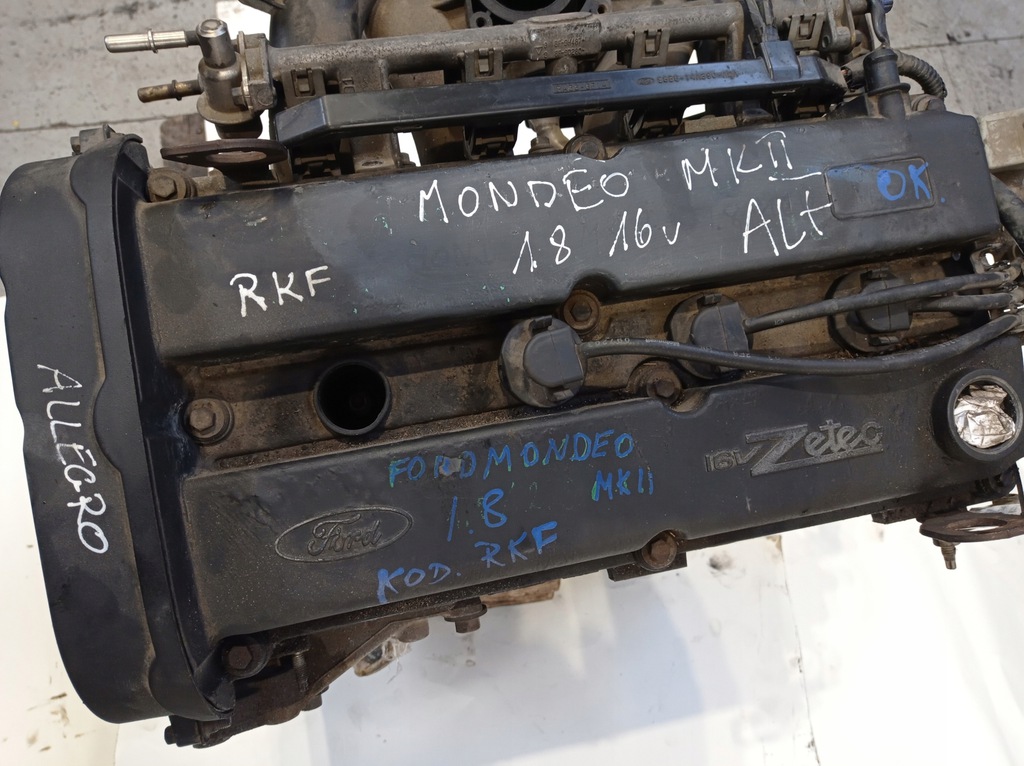 MONDEO MKII
1.8 16v ALT
OK.
RKF
ALLEGRO
16V Zetec
FORD MONDEO
1.8 MKII
KOD. RKF
Ford